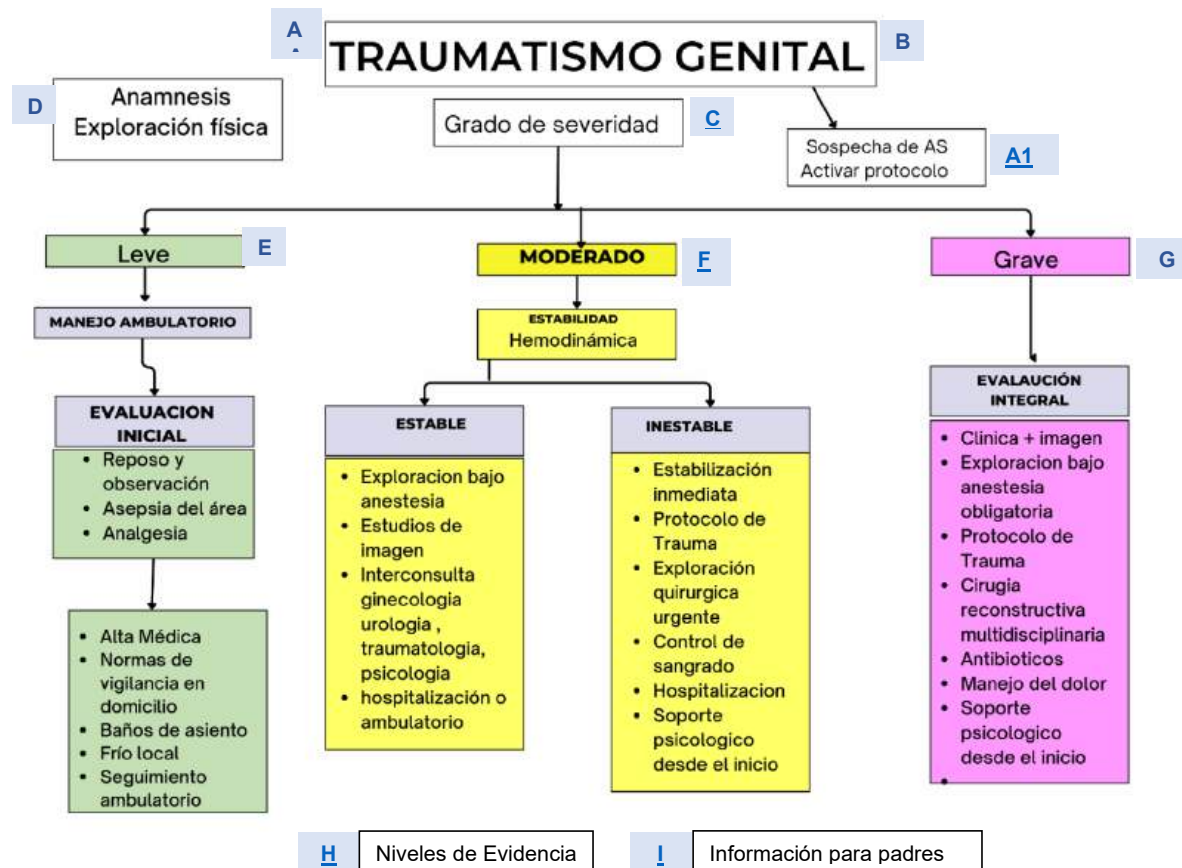 A
.
TRAUMATISMO GENITAL
B
D
Anamnesis
Exploración física
Grado de severidad
C
Sospecha de AS
Activar protocolo
A1
Leve
E
MANEJO AMBULATORIO
EVALUACION
INICIAL
• Reposo y
observación
• Asepsia del área
• Analgesia
• Alta Médica
• Normas de
vigilancia en
domicilio
• Baños de asiento
• Frío local
• Seguimiento
ambulatorio
MODERADO
F
ESTABILIDAD
Hemodinámica
ESTABLE
• Exploracion bajo
anestesia
• Estudios de
imagen
• Interconsulta
ginecologia
urologia ,
traumatologia,
psicologia
• hospitalización o
ambulatorio
INESTABLE
• Estabilización
inmediata
• Protocolo de
Trauma
• Exploración
quirurgica
urgente
• Control de
sangrado
• Hospitalizacion
• Soporte
psicologico
desde el inicio
Grave
G
EVALAUCIÓN
INTEGRAL
• Clinica + imagen
• Exploracion bajo
anestesia
obligatoria
• Protocolo de
Trauma
• Cirugia
reconstructiva
multidisciplinaria
• Antibioticos
• Manejo del dolor
• Soporte
psicologico
desde el inicio
•
H
Niveles de Evidencia
I
Información para padres